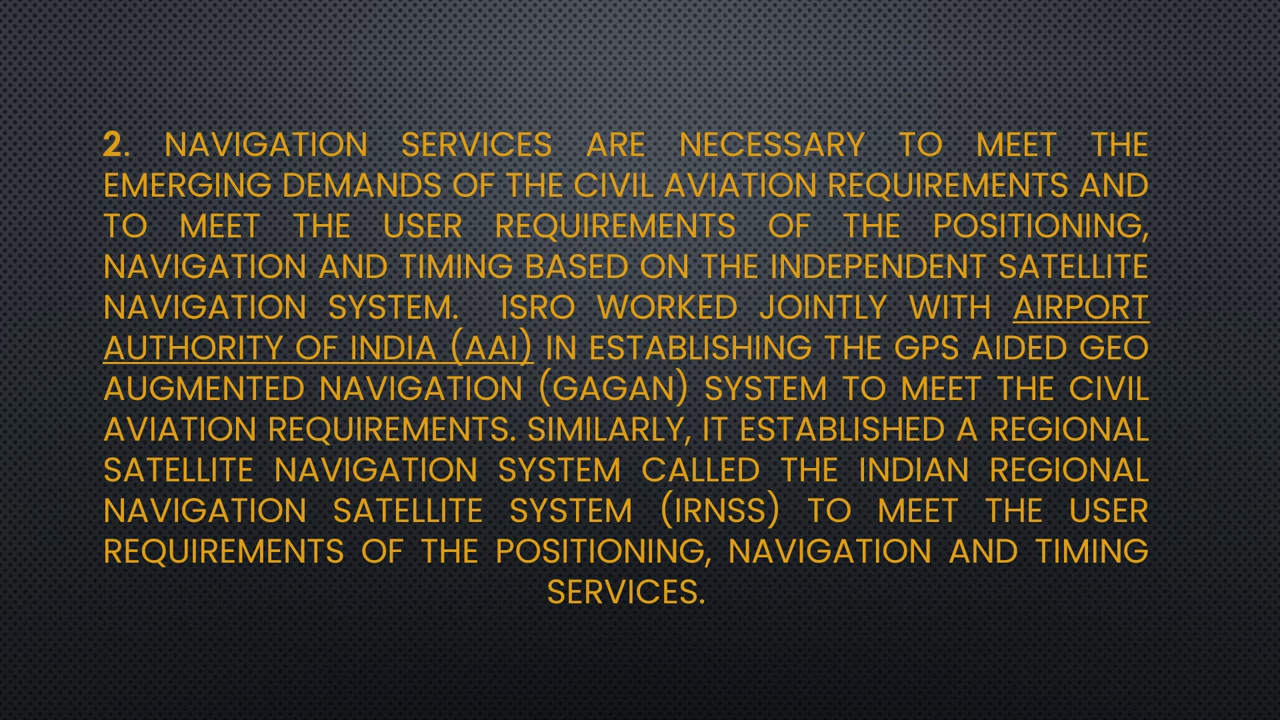 2. NAVIGATION SERVICES ARE NECESSARY TO MEET THE
EMERGING DEMANDS OF THE CIVIL AVIATION REQUIREMENTS AND
TO MEET THE USER REQUIREMENTS OF THE POSITIONING,
NAVIGATION AND TIMING BASED ON THE INDEPENDENT SATELLITE
NAVIGATION SYSTEM. ISRO WORKED JOINTLY WITH AIRPORT
AUTHORITY OF INDIA (AAI) IN ESTABLISHING THE GPS AIDED GEO
AUGMENTED NAVIGATION (GAGAN) SYSTEM TO MEET THE CIVIL
AVIATION REQUIREMENTS. SIMILARLY, IT ESTABLISHED A REGIONAL
SATELLITE NAVIGATION SYSTEM CALLED THE INDIAN REGIONAL
NAVIGATION SATELLITE SYSTEM (IRNSS) TO MEET THE USER
REQUIREMENTS OF THE POSITIONING, NAVIGATION AND TIMING
SERVICES.